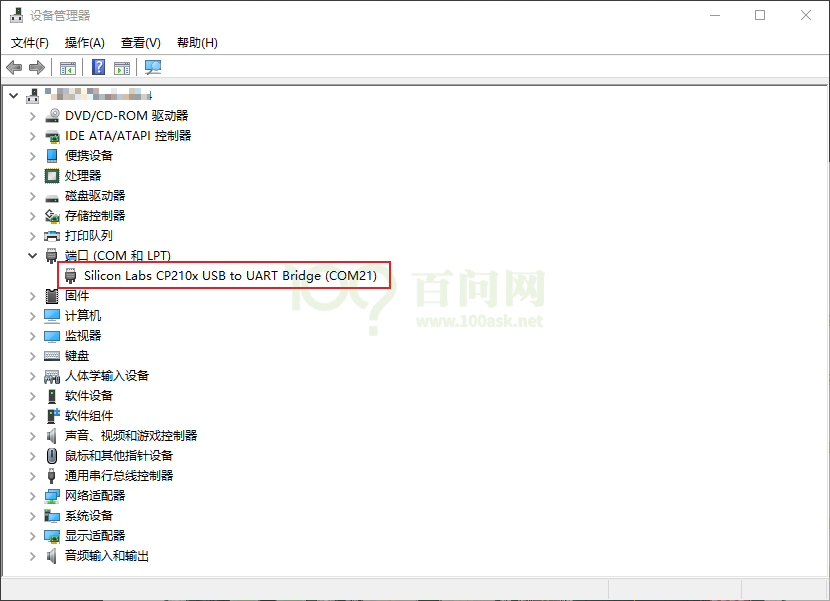 设备管理器
文件(F) 操作(A) 查看(V) 帮助(H)
DVD/CD-ROM 驱动器
IDE ATA/ATAPI 控制器
便携设备
处理器
磁盘驱动器
存储控制器
打印队列
端口 (COM 和 LPT)
Silicon Labs CP210x USB to UART Bridge (COM21)
固件
计算机
监视器
键盘
人体学输入设备
软件设备
软件组件
声音、视频和游戏控制器
鼠标和其他指针设备
通用串行总线控制器
网络适配器
系统设备
显示适配器
音频输入和输出
百问网
www.100ask.net